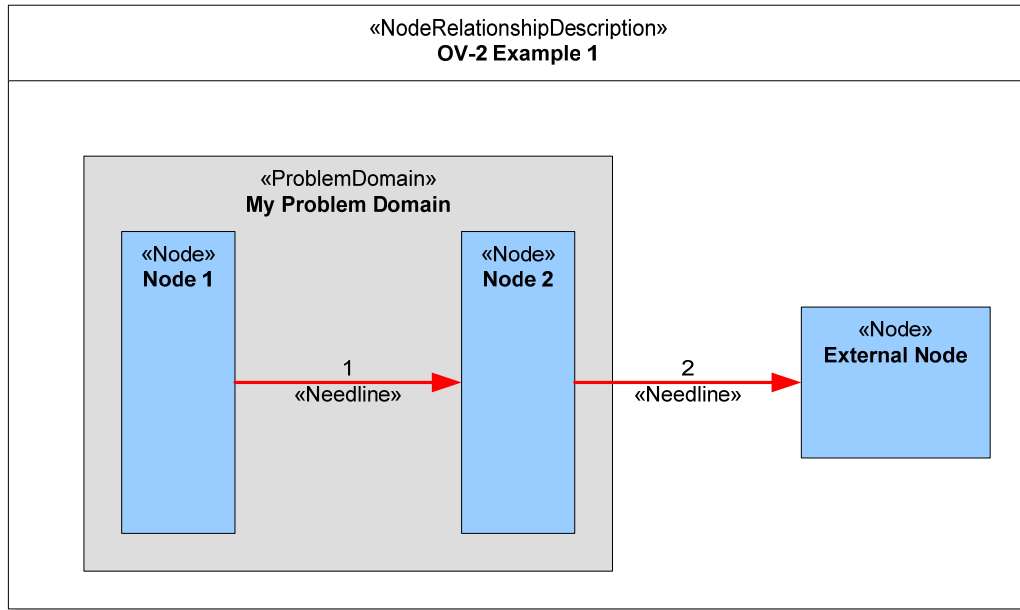 «NodeRelationshipDescription»
OV-2 Example 1
«ProblemDomain»
My Problem Domain
«Node»
Node 1
«Node»
Node 2
«Node»
External Node
1
«Needline»
2
«Needline»